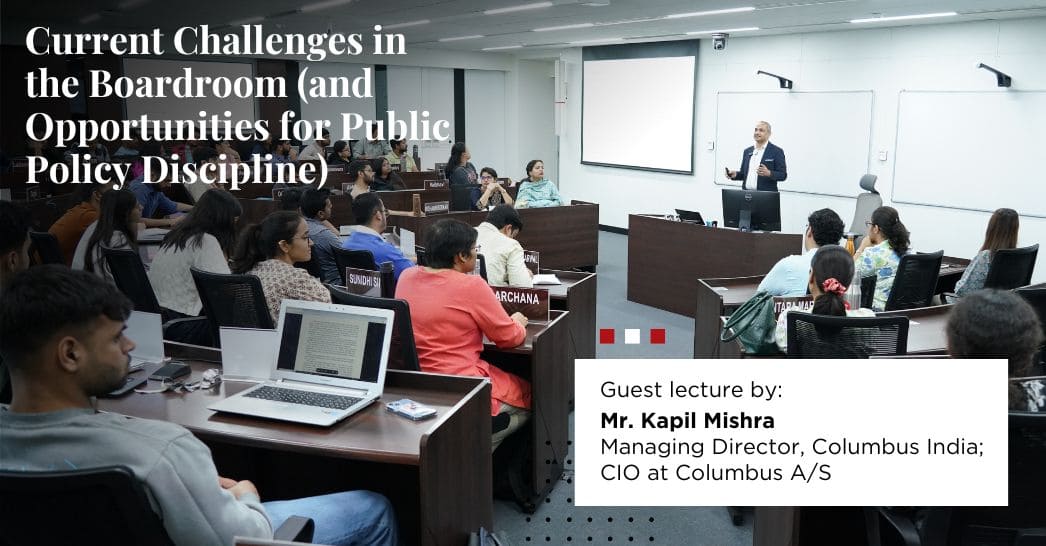 Current Challenges in
the Boardroom (and
Opportunities for Public
Policy Discipline)
SUNIDHI
ARCHANA
Guest lecture by:
Mr. Kapil Mishra
Managing Director, Columbus India;
CIO at Columbus A/S